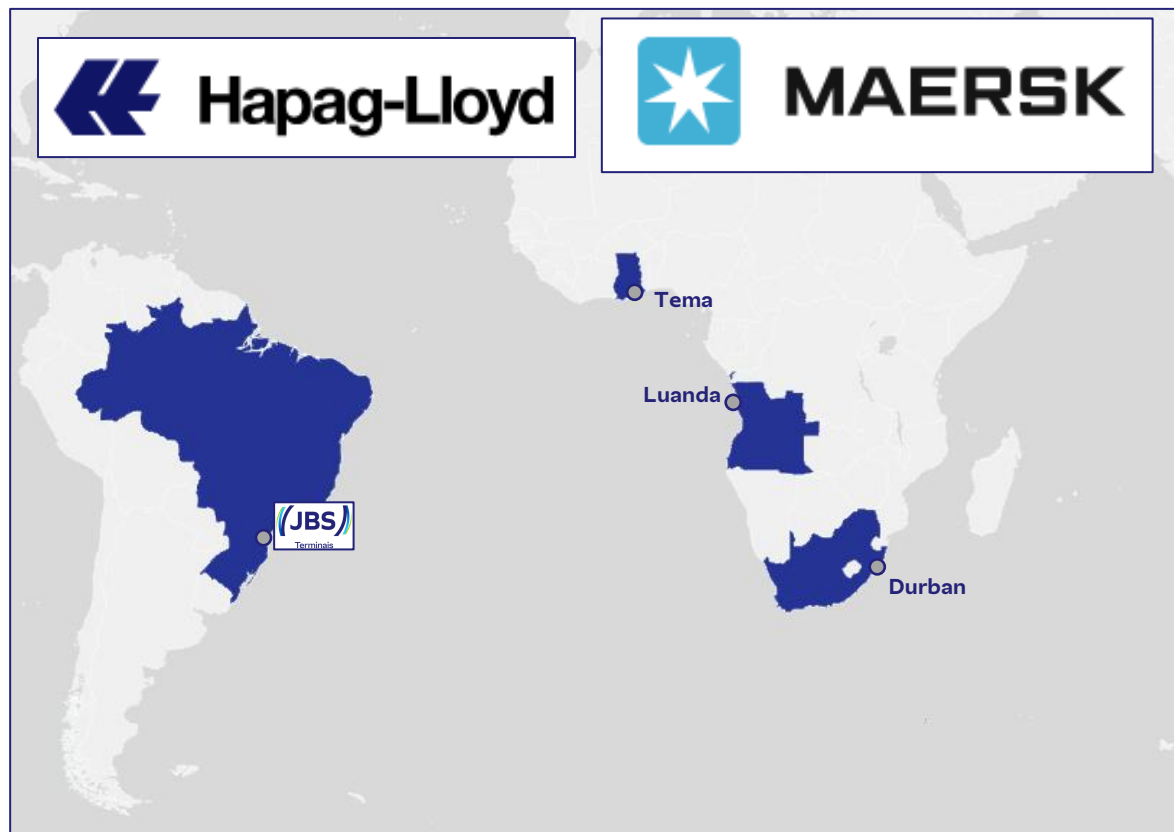 Hapag-Lloyd
MAERSK
Tema
Luanda
(JBS)
Terminais
Durban